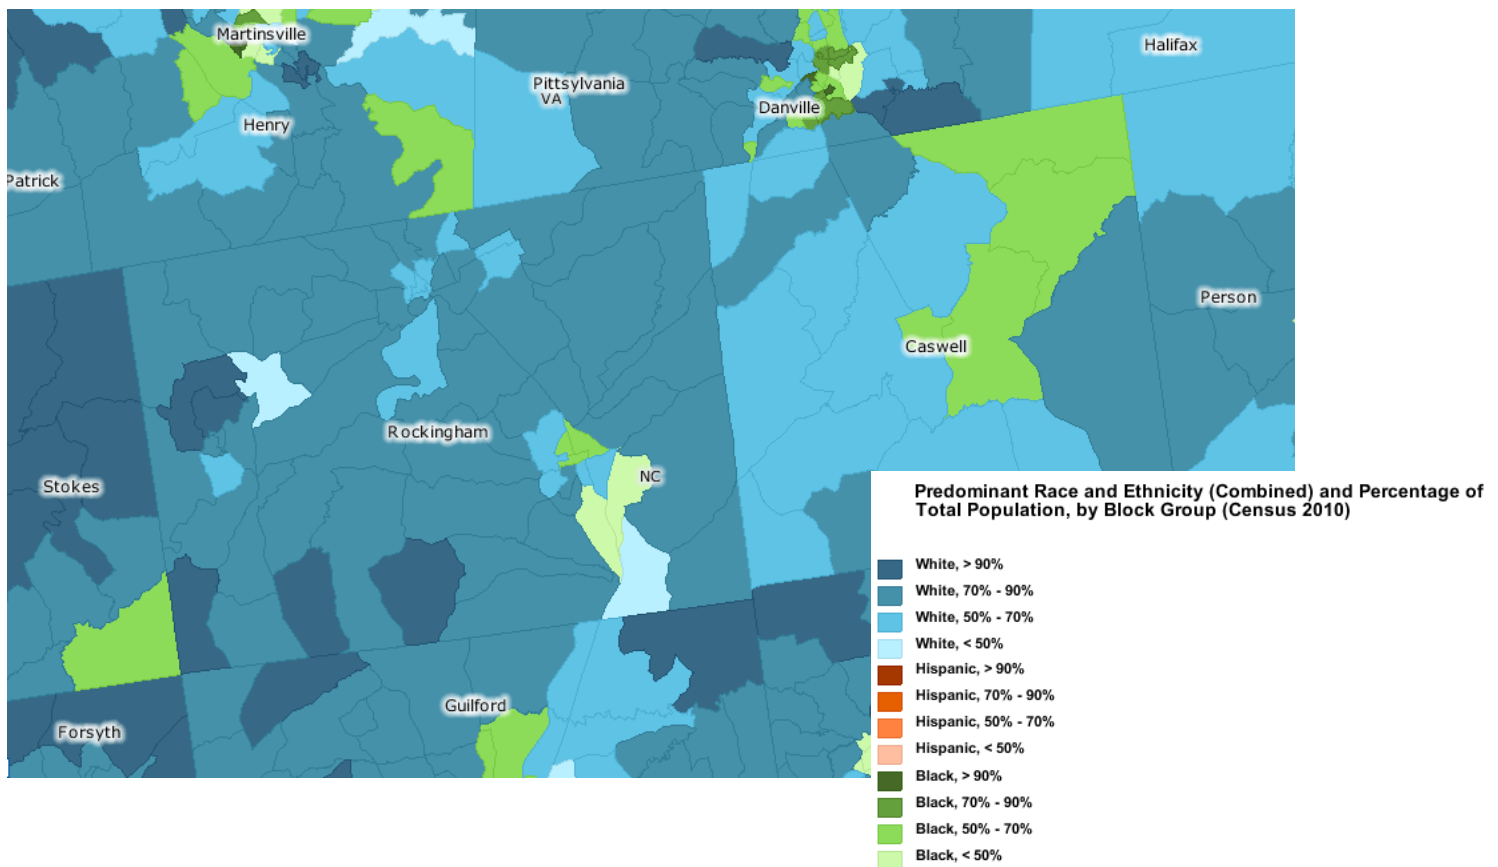 Martinsville
Halifax
Pittsylvania
VA
Danville
Henry
Patrick
Person
Caswell
Rockingham
NC
Stokes
Guilford
Forsyth
Predominant Race and Ethnicity (Combined) and Percentage of
Total Population, by Block Group (Census 2010)
White, > 90%
White, 70% - 90%
White, 50% - 70%
White, < 50%
Hispanic, > 90%
Hispanic, 70% - 90%
Hispanic, 50% - 70%
Hispanic, < 50%
Black, > 90%
Black, 70% - 90%
Black, 50% - 70%
Black, < 50%